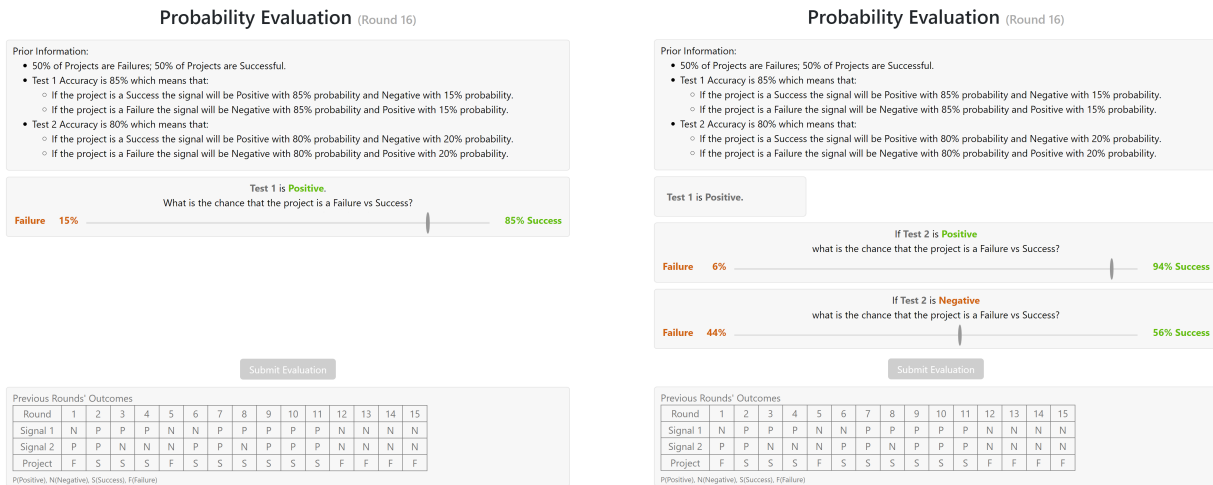 Probability Evaluation (Round 16)
Prior Information:
• 50% of Projects are Failures; 50% of Projects are Successful.
• Test 1 Accuracy is 85% which means that:
○ If the project is a Success the signal will be Positive with 85% probability and Negative with 15% probability.
○ If the project is a Failure the signal will be Negative with 85% probability and Positive with 15% probability.
• Test 2 Accuracy is 80% which means that:
○ If the project is a Success the signal will be Positive with 80% probability and Negative with 20% probability.
○ If the project is a Failure the signal will be Negative with 80% probability and Positive with 20% probability.
Test 1 is Positive.
What is the chance that the project is a Failure vs Success?
Failure 15% 85% Success
Submit Evaluation
Previous Rounds' Outcomes
Round 1 2 3 4 5 6 7 8 9 10 11 12 13 14 15
Signal 1 N P P P N N P P P P P N N N N
Signal 2 P P N N N P P N P P P N N N N
Project F S S S F S S S S S S F F F F
P(Positive), N(Negative), S(Success), F(Failure)
Probability Evaluation (Round 16)
Prior Information:
• 50% of Projects are Failures; 50% of Projects are Successful.
• Test 1 Accuracy is 85% which means that:
○ If the project is a Success the signal will be Positive with 85% probability and Negative with 15% probability.
○ If the project is a Failure the signal will be Negative with 85% probability and Positive with 15% probability.
• Test 2 Accuracy is 80% which means that:
○ If the project is a Success the signal will be Positive with 80% probability and Negative with 20% probability.
○ If the project is a Failure the signal will be Negative with 80% probability and Positive with 20% probability.
Test 1 is Positive.
If Test 2 is Positive
what is the chance that the project is a Failure vs Success?
Failure 6% 94% Success
If Test 2 is Negative
what is the chance that the project is a Failure vs Success?
Failure 44% 56% Success
Submit Evaluation
Previous Rounds' Outcomes
Round 1 2 3 4 5 6 7 8 9 10 11 12 13 14 15
Signal 1 N P P P N N P P P P P N N N N
Signal 2 P P N N N P P N P P P N N N N
Project F S S S F S S S S S S F F F F
P(Positive), N(Negative), S(Success), F(Failure)